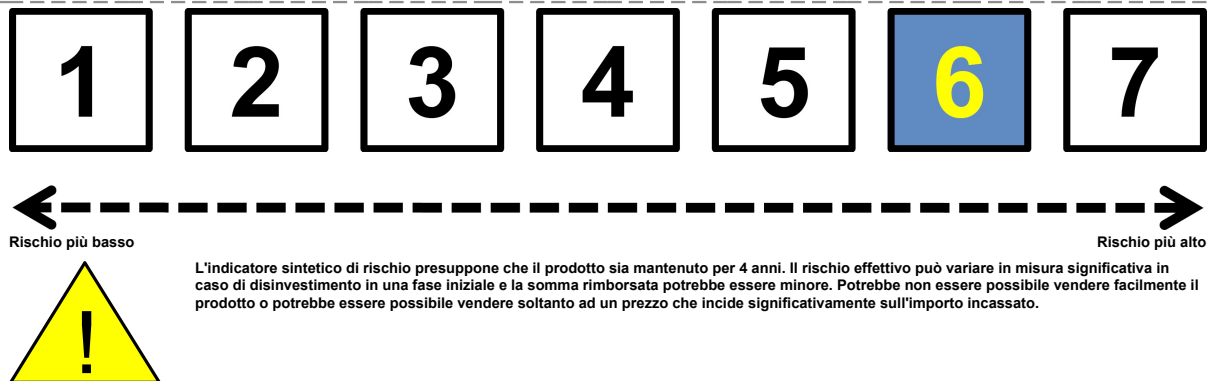 1 2 3 4 5 6 7
Rischio più basso Rischio più alto
L'indicatore sintetico di rischio presuppone che il prodotto sia mantenuto per 4 anni. Il rischio effettivo può variare in misura significativa in
caso di disinvestimento in una fase iniziale e la somma rimborsata potrebbe essere minore. Potrebbe non essere possibile vendere facilmente il
prodotto o potrebbe essere possibile vendere soltanto ad un prezzo che incide significativamente sull'importo incassato.
!